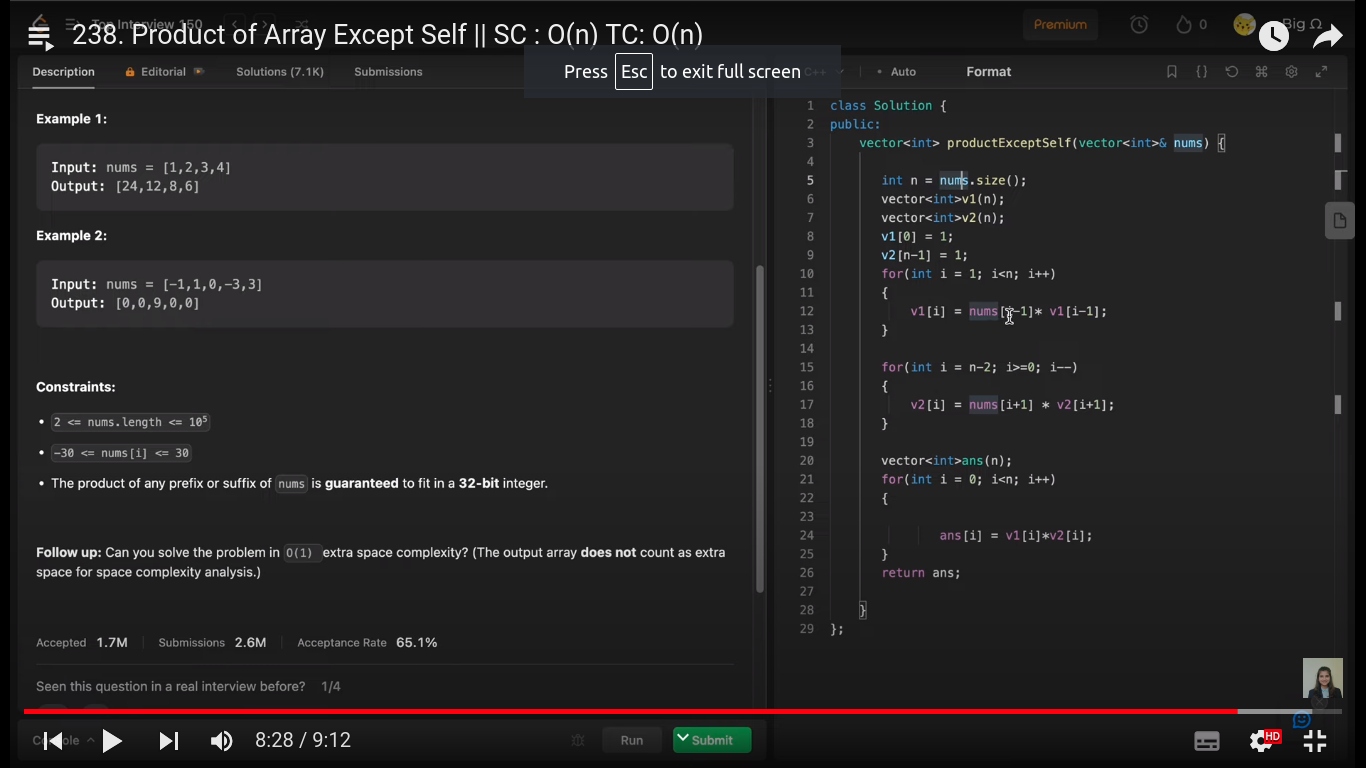 Top Interview 150
Premium
0
Big Ω
238. Product of Array Except Self || SC : O(n) TC: O(n)
Press Esc to exit full screen
Description
Editorial
Solutions (7.1K)
Submissions
C++
• Auto
Format
Example 1:
Input: nums = [1,2,3,4]
Output: [24,12,8,6]
Example 2:
Input: nums = [-1,1,0,-3,3]
Output: [0,0,9,0,0]
Constraints:
• 2 <= nums.length <= 10⁵
• -30 <= nums[i] <= 30
• The product of any prefix or suffix of nums is guaranteed to fit in a 32-bit integer.
Follow up: Can you solve the problem in O(1) extra space complexity? (The output array does not count as extra
space for space complexity analysis.)
Accepted 1.7M
Submissions 2.6M
Acceptance Rate 65.1%
Seen this question in a real interview before? 1/4
1 class Solution {
2 public:
3 vector<int> productExceptSelf(vector<int>& nums) {
4
5 int n = nums.size();
6 vector<int>v1(n);
7 vector<int>v2(n);
8 v1[0] = 1;
9 v2[n-1] = 1;
10 for(int i = 1; i<n; i++)
11 {
12 v1[i] = nums[i-1]* v1[i-1];
13 }
14
15 for(int i = n-2; i>=0; i--)
16 {
17 v2[i] = nums[i+1] * v2[i+1];
18 }
19
20 vector<int>ans(n);
21 for(int i = 0; i<n; i++)
22 {
23
24 ans[i] = v1[i]*v2[i];
25 }
26 return ans;
27
28 }
29 };
Console
8:28 / 9:12
Run
Submit
HD